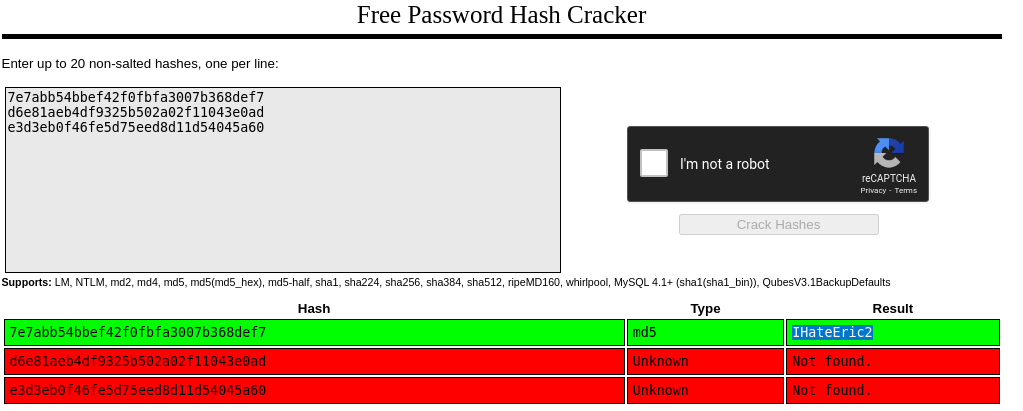 Free Password Hash Cracker
Enter up to 20 non-salted hashes, one per line:
7e7abb54bbef42f0fbfa3007b368def7
d6e81aeb4df9325b502a02f11043e0ad
e3d3eb0f46fe5d75eed8d11d54045a60
I'm not a robot
reCAPTCHA
Privacy - Terms
Crack Hashes
Supports: LM, NTLM, md2, md4, md5, md5(md5_hex), md5-half, sha1, sha224, sha256, sha384, sha512, ripeMD160, whirlpool, MySQL 4.1+ (sha1(sha1_bin)), QubesV3.1BackupDefaults
Hash Type Result
7e7abb54bbef42f0fbfa3007b368def7 md5 IHateEric2
d6e81aeb4df9325b502a02f11043e0ad Unknown Not found.
e3d3eb0f46fe5d75eed8d11d54045a60 Unknown Not found.